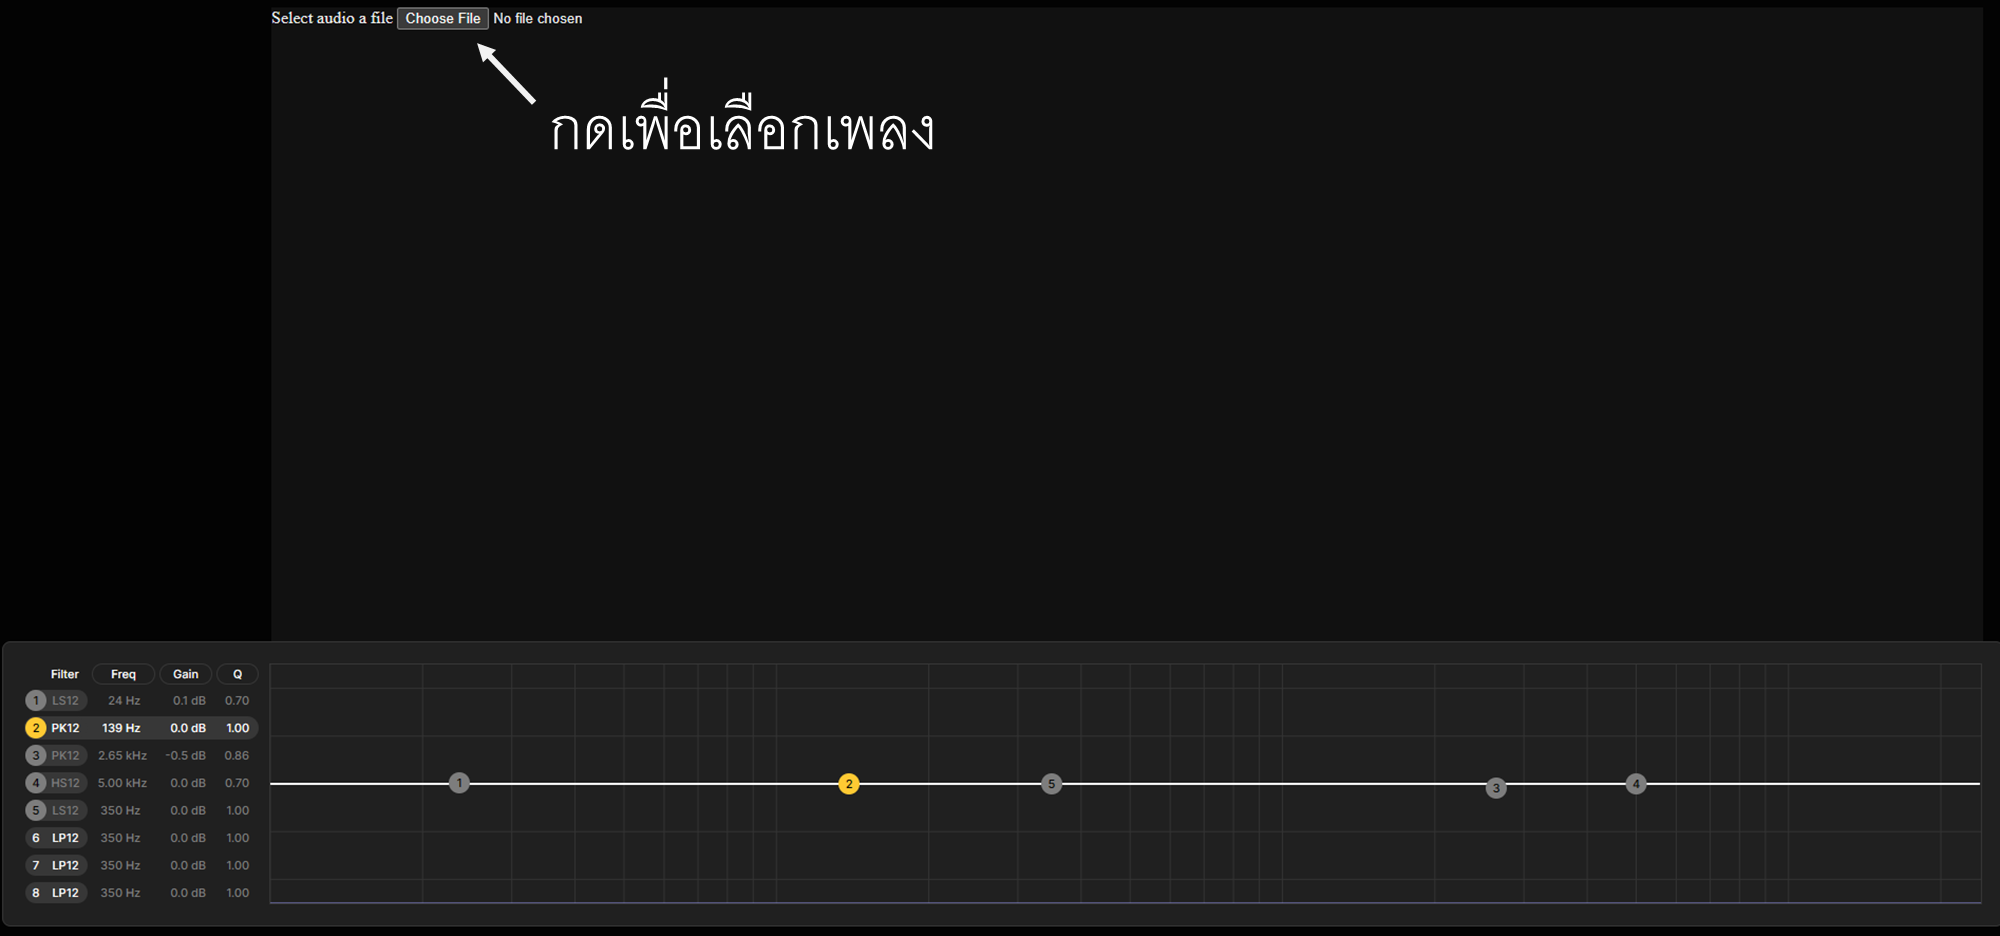 Select audio a file Choose File No file chosen
กดเพื่อเลือกเพลง
Filter Freq Gain Q
1 LS12 24 Hz 0.1 dB 0.70
2 PK12 139 Hz 0.0 dB 1.00
3 PK12 2.65 kHz -0.5 dB 0.86
4 HS12 5.00 kHz 0.0 dB 0.70
5 LS12 350 Hz 0.0 dB 1.00
6 LP12 350 Hz 0.0 dB 1.00
7 LP12 350 Hz 0.0 dB 1.00
8 LP12 350 Hz 0.0 dB 1.00
1 2 5 3 4